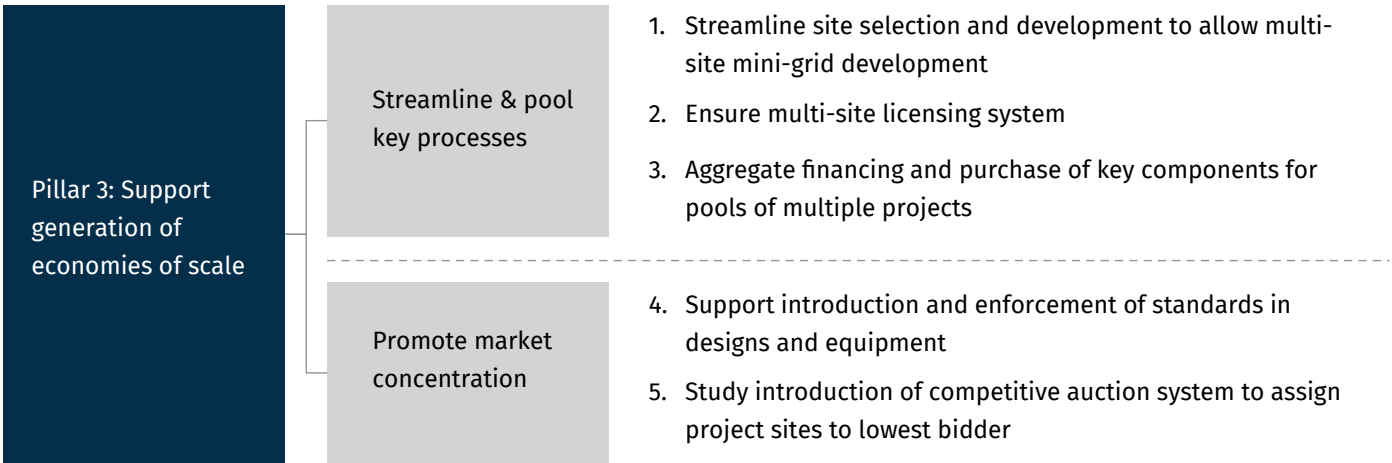 Pillar 3: Support
generation of
economies of scale
Streamline & pool
key processes
1. Streamline site selection and development to allow multi-
site mini-grid development
2. Ensure multi-site licensing system
3. Aggregate financing and purchase of key components for
pools of multiple projects
Promote market
concentration
4. Support introduction and enforcement of standards in
designs and equipment
5. Study introduction of competitive auction system to assign
project sites to lowest bidder